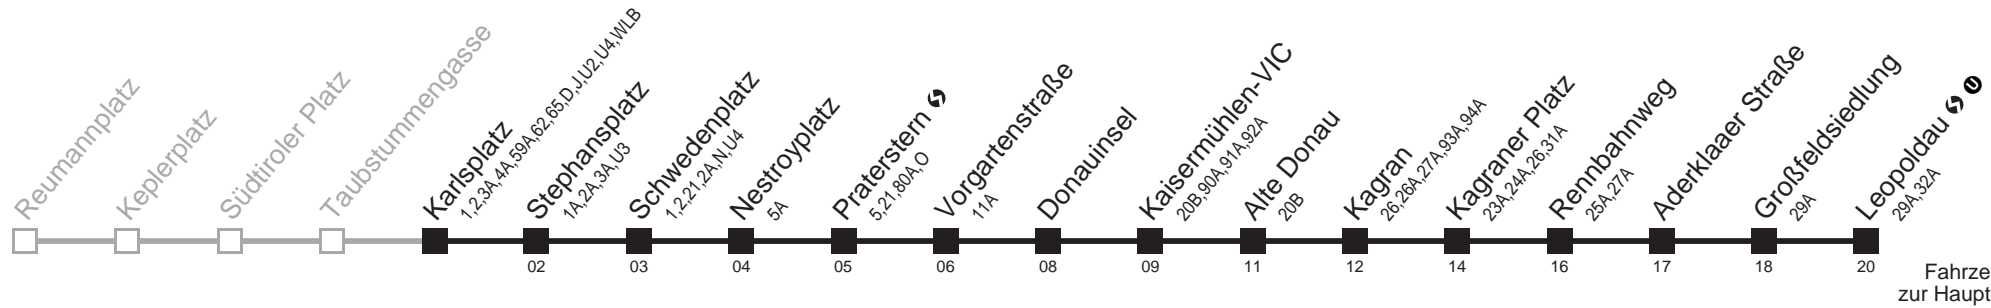 Reumannplatz
Keplerplatz
Südtiroler Platz
Taubstummengasse
Karlsplatz
1,2,3A,4A,59A,62,65,D,J,U2,U4,WLB
Stephansplatz
1A,2A,3A,U3
Schwedenplatz
1,2,21,2A,N,U4
Nestroyplatz
5A
Praterstern S
5,21,80A,O
Vorgartenstraße
11A
Donauinsel
Kaisermühlen-VIC
20B,90A,91A,92A
Alte Donau
20B
Kagran
26,26A,27A,93A,94A
Kagraner Platz
23A,24A,26,31A
Rennbahnweg
25A,27A
Aderklaaer Straße
Großfeldsiedlung
29A
Leopoldau S U
29A,32A
02 03 04 05 06 08 09 11 12 14 16 17 18 20
Fahrze
zur Haupt